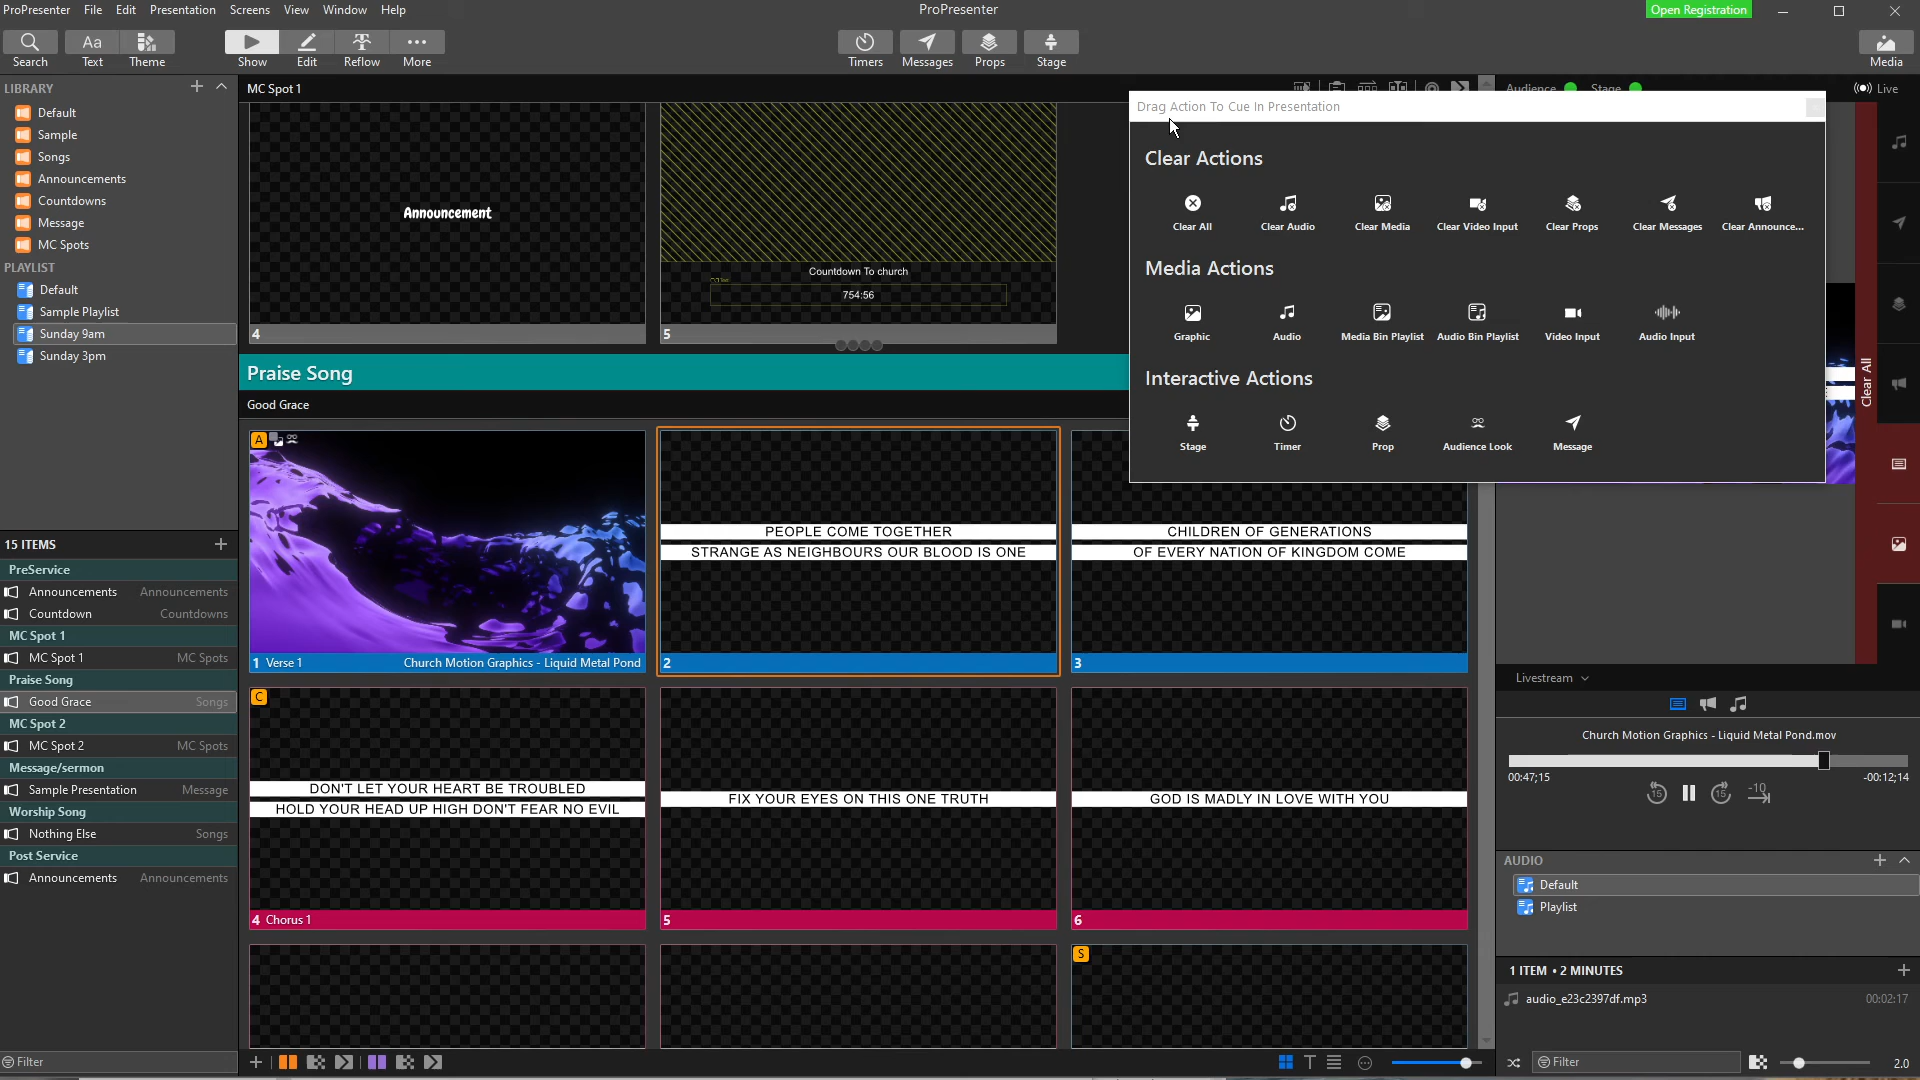 ProPresenter File Edit Presentation Screens View Window Help
ProPresenter
Open Registration
Search
Aa
Text
Theme
Show
Edit
Reflow
More
Timers
Messages
Props
Stage
Media
LIBRARY
Default
Sample
Songs
Announcements
Countdowns
Message
MC Spots
PLAYLIST
Default
Sample Playlist
Sunday 9am
Sunday 3pm
15 ITEMS
PreService
Announcements Announcements
Countdown Countdowns
MC Spot 1
MC Spot 1 MC Spots
Praise Song
Good Grace Songs
MC Spot 2
MC Spot 2 MC Spots
Message/sermon
Sample Presentation Message
Worship Song
Nothing Else Songs
Post Service
Announcements Announcements
Filter
MC Spot 1
Announcement
4
Countdown To church
754:56
5
Praise Song
Good Grace
A
1 Verse 1 Church Motion Graphics - Liquid Metal Pond
PEOPLE COME TOGETHER
STRANGE AS NEIGHBOURS OUR BLOOD IS ONE
2
CHILDREN OF GENERATIONS
OF EVERY NATION OF KINGDOM COME
3
C
DON'T LET YOUR HEART BE TROUBLED
HOLD YOUR HEAD UP HIGH DON'T FEAR NO EVIL
4 Chorus 1
FIX YOUR EYES ON THIS ONE TRUTH
5
GOD IS MADLY IN LOVE WITH YOU
6
S
Audience Stage
Live
Drag Action To Cue In Presentation
Clear Actions
Clear All
Clear Audio
Clear Media
Clear Video Input
Clear Props
Clear Messages
Clear Announce...
Media Actions
Graphic
Audio
Media Bin Playlist
Audio Bin Playlist
Video Input
Audio Input
Interactive Actions
Stage
Timer
Prop
Audience Look
Message
Clear All
Livestream
Church Motion Graphics - Liquid Metal Pond.mov
00:47;15 -00:12;14
15
15
-10
AUDIO
Default
Playlist
1 ITEM • 2 MINUTES
audio_e23c2397df.mp3 00:02:17
Filter
2.0